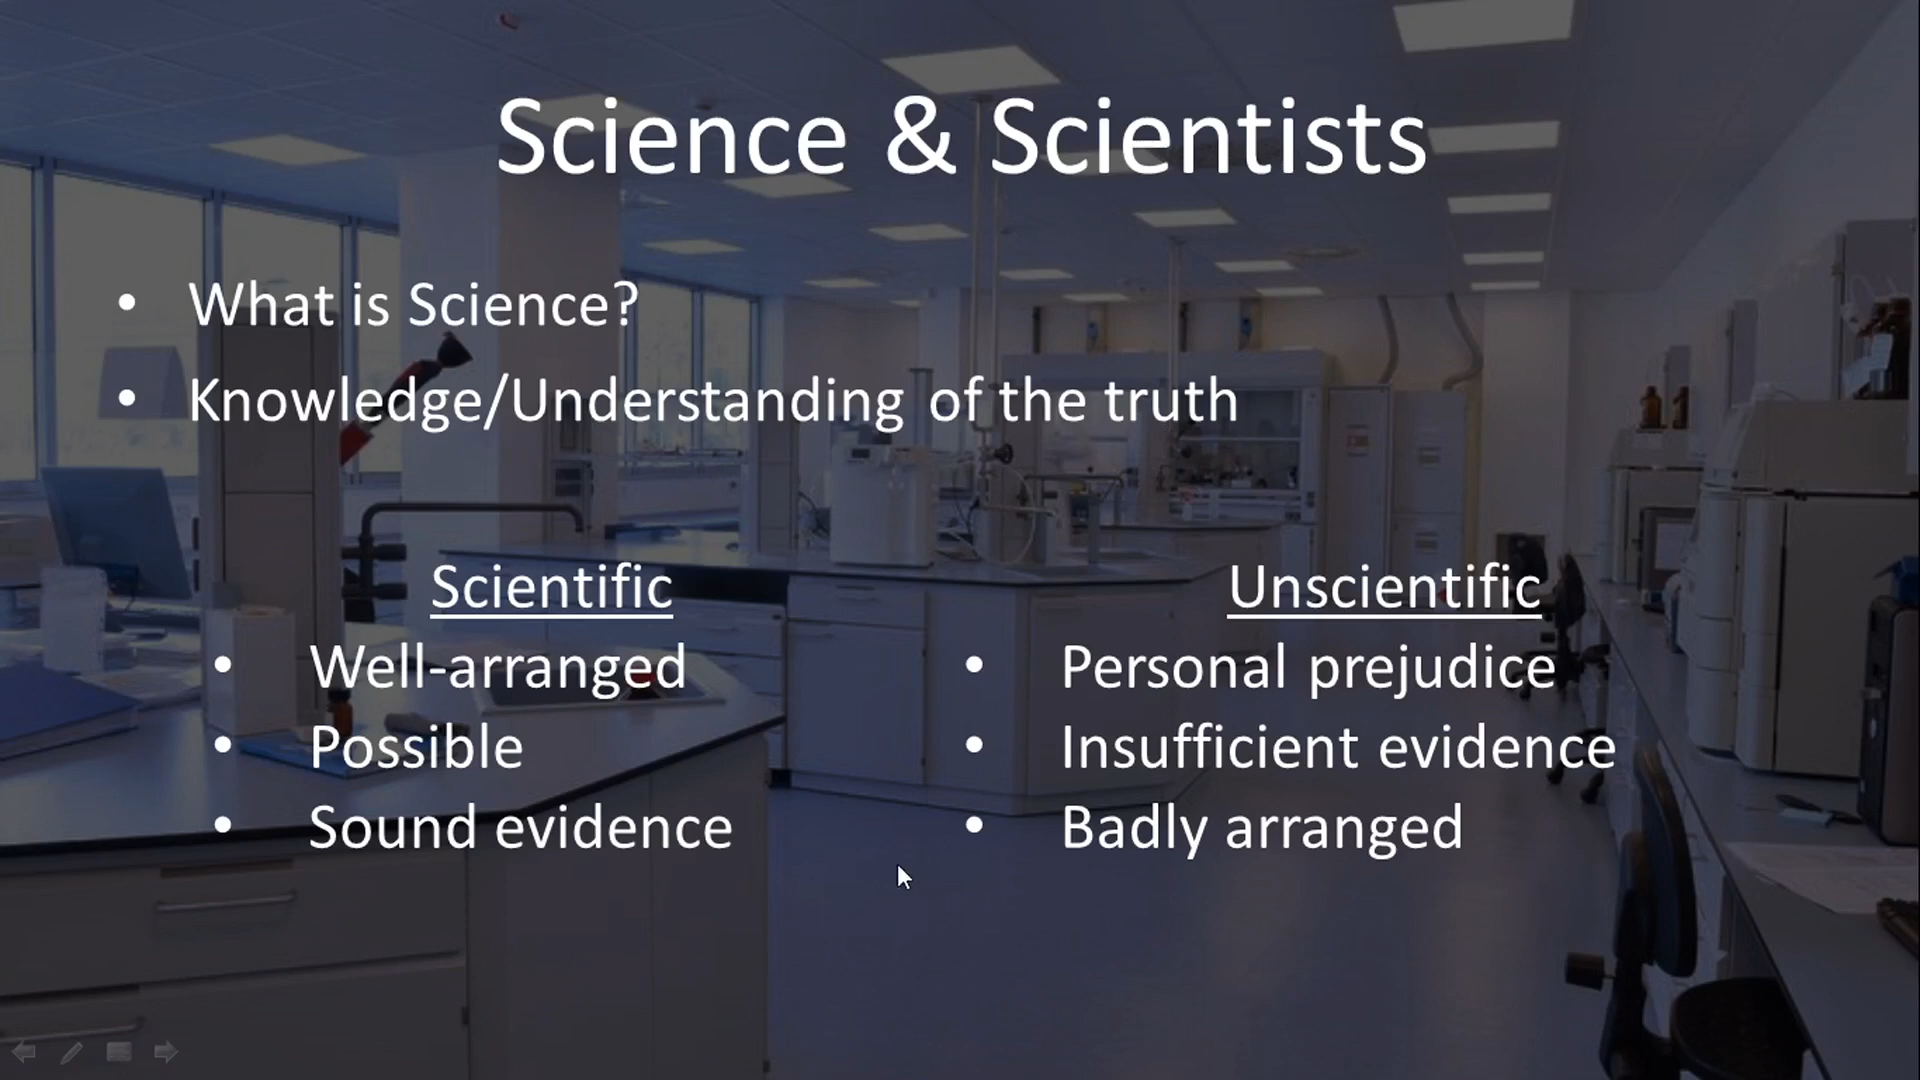 Science & Scientists
• What is Science?
• Knowledge/Understanding of the truth
Scientific
• Well-arranged
• Possible
• Sound evidence
Unscientific
• Personal prejudice
• Insufficient evidence
• Badly arranged